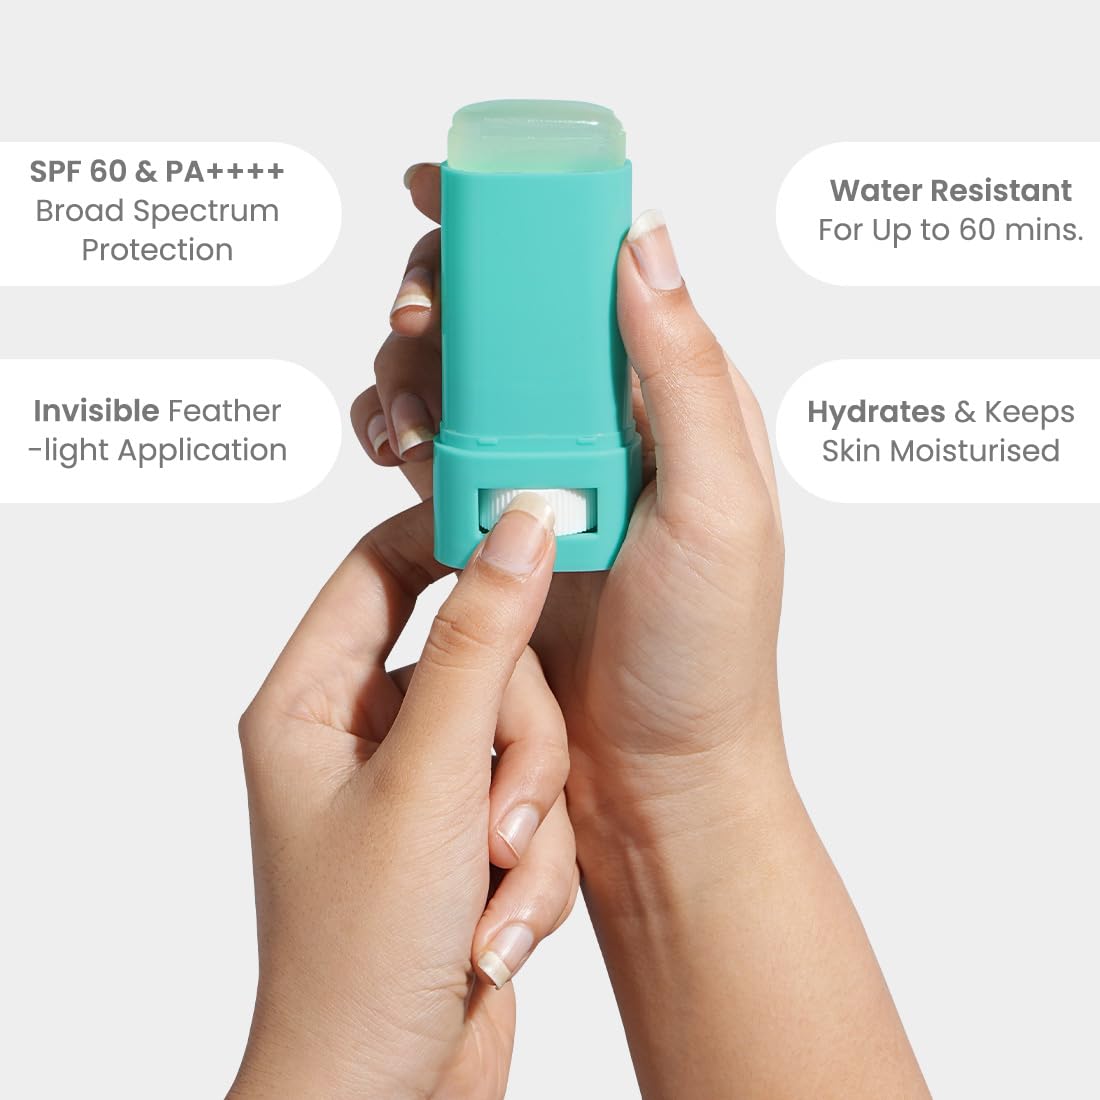 SPF 60 & PA++++
Broad Spectrum
Protection
Water Resistant
For Up to 60 mins.
Invisible Feather
-light Application
Hydrates & Keeps
Skin Moisturised